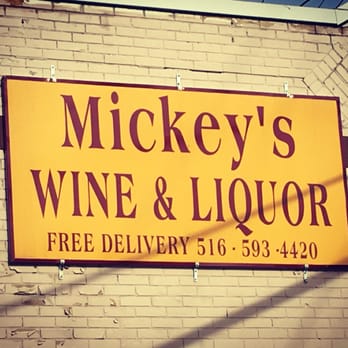 Mickey's
WINE & LIQUOR
FREE DELIVERY 516 · 593 · 4420